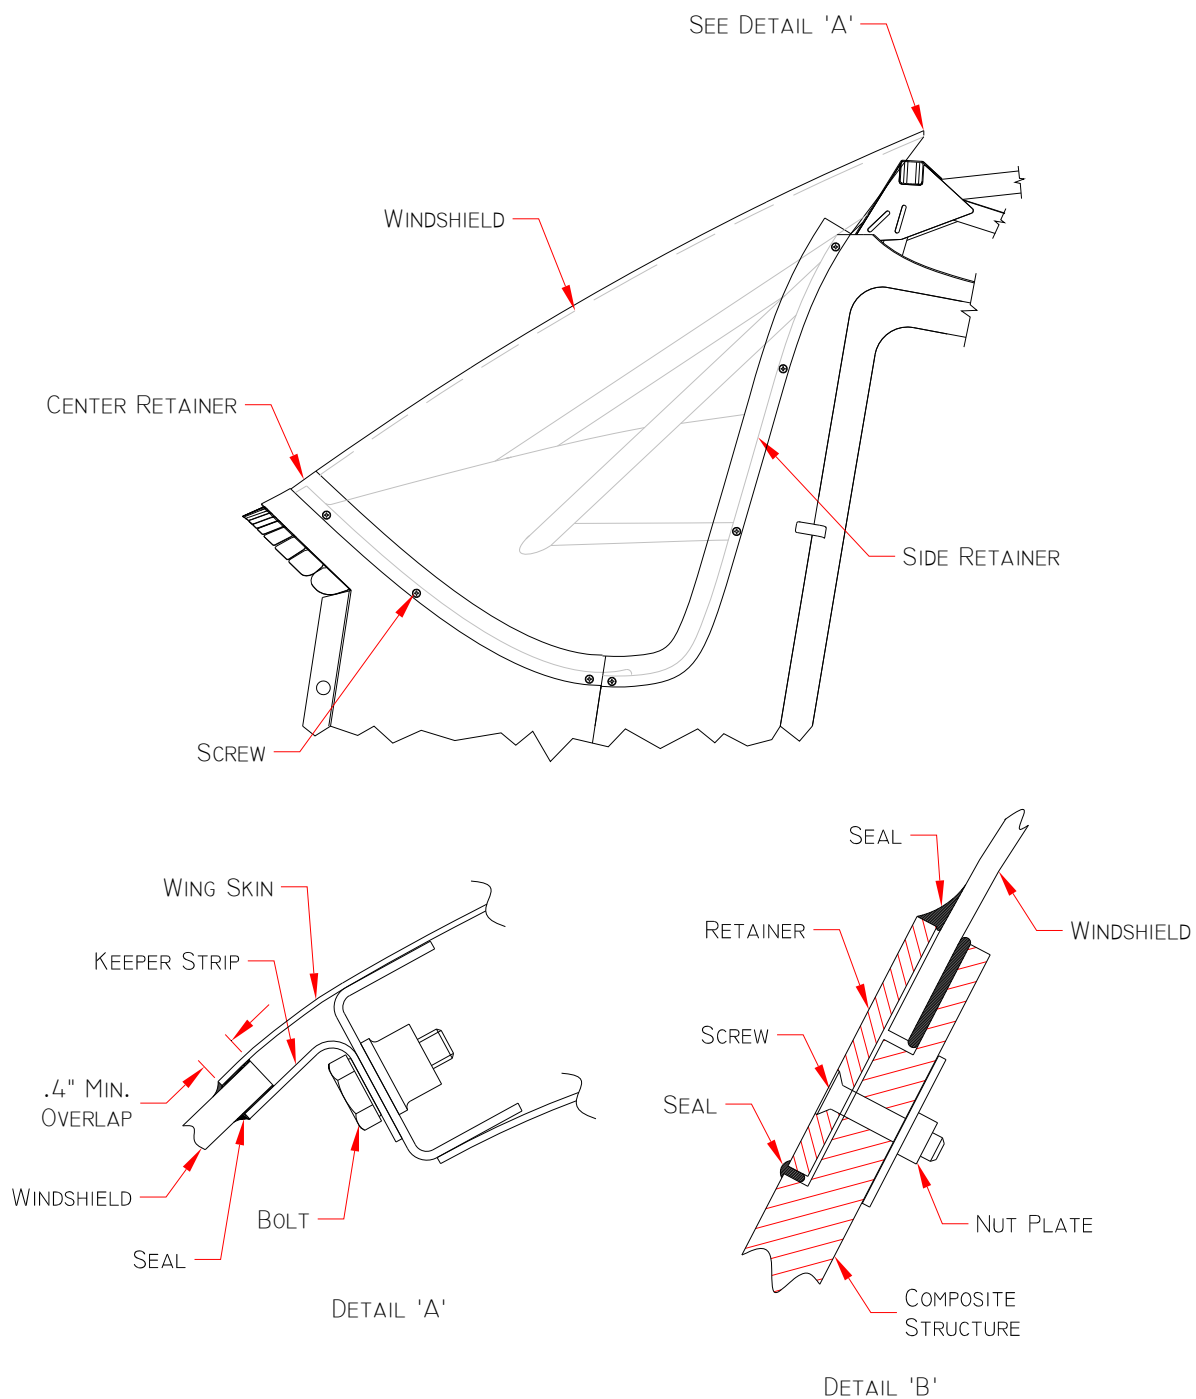 SEE DETAIL 'A'
WINDSHIELD
CENTER RETAINER
SIDE RETAINER
SCREW
WING SKIN
KEEPER STRIP
.4" MIN.
OVERLAP
WINDSHIELD
SEAL
BOLT
DETAIL 'A'
SEAL
RETAINER
WINDSHIELD
SCREW
SEAL
NUT PLATE
COMPOSITE
STRUCTURE
DETAIL 'B'